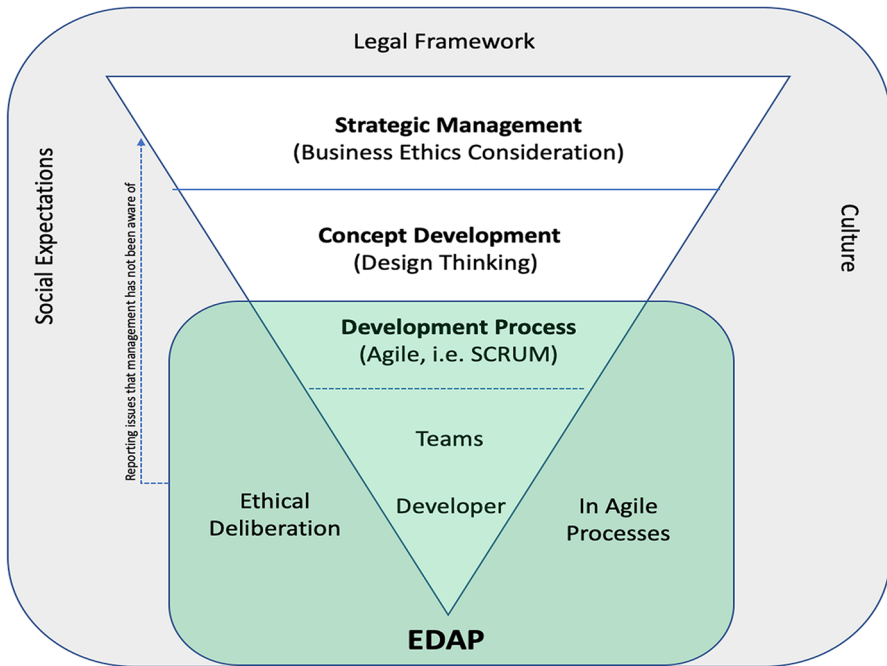 Legal Framework
Strategic Management
(Business Ethics Consideration)
Social Expectations
Reporting issues that management has not been aware of
Culture
Concept Development
(Design Thinking)
Development Process
(Agile, i.e. SCRUM)
Teams
Developer
Ethical
Deliberation
In Agile
Processes
EDAP